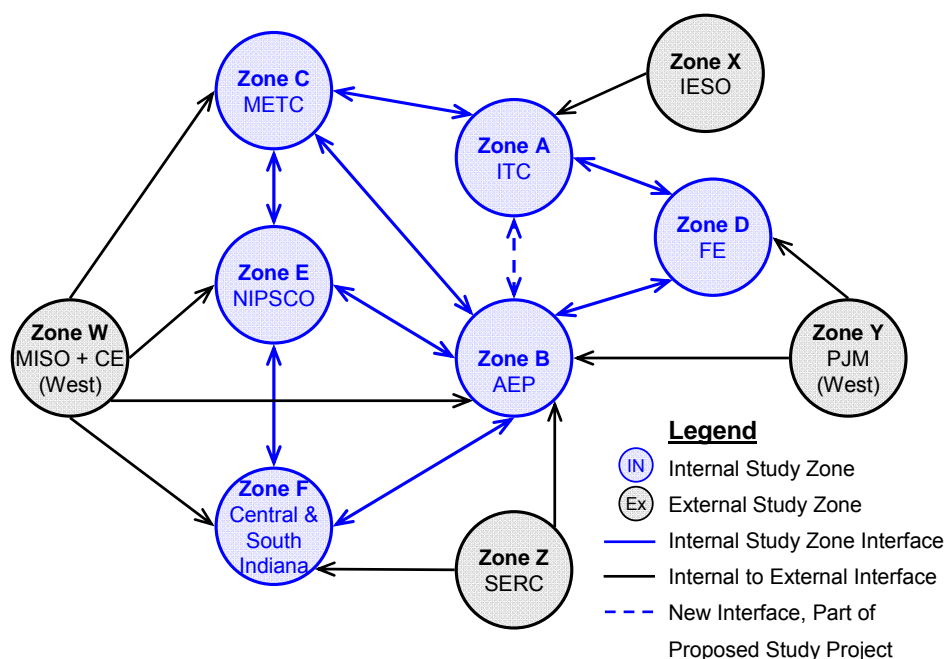 Zone C
METC
Zone X
IESO
Zone A
ITC
Zone D
FE
Zone E
NIPSCO
Zone W
MISO + CE
(West)
Zone B
AEP
Zone Y
PJM
(West)
Zone F
Central &
South
Indiana
Zone Z
SERC
Legend
IN Internal Study Zone
Ex External Study Zone
Internal Study Zone Interface
Internal to External Interface
New Interface, Part of
Proposed Study Project